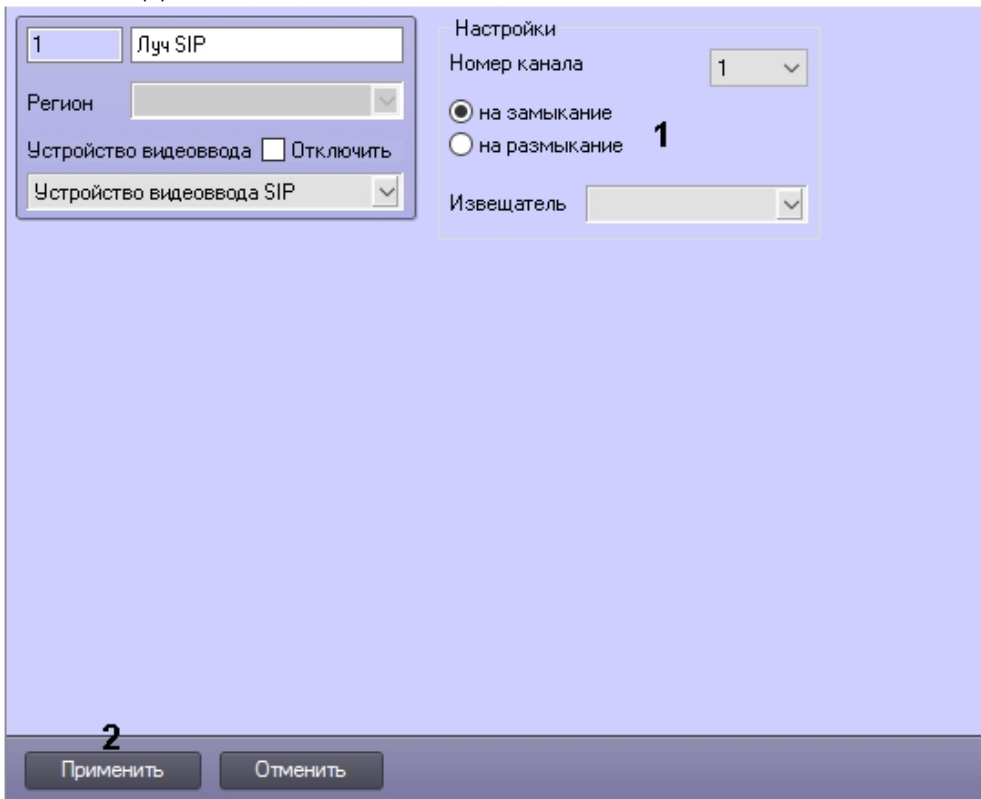 1 Луч SIP
Регион
Устройство видеоввода Отключить
Устройство видеоввода SIP
Настройки
Номер канала 1
на замыкание
на размыкание
1
Извещатель
2
Применить Отменить